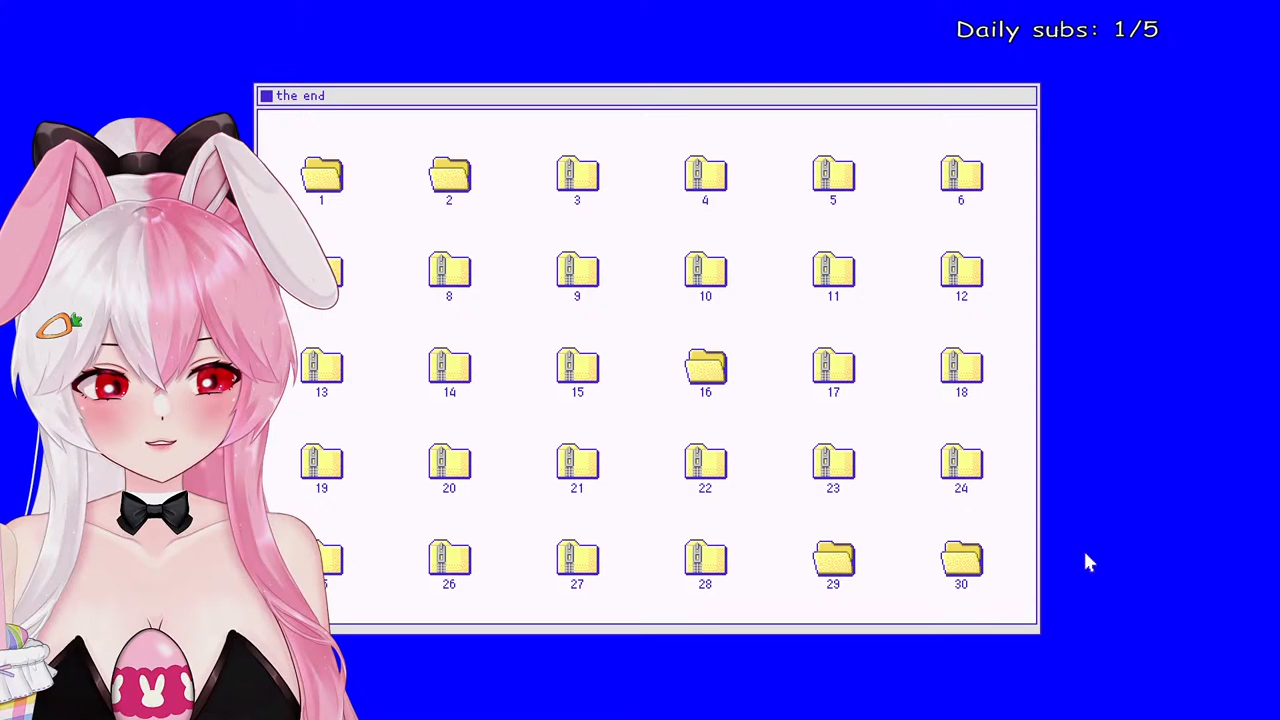 Daily subs: 1/5
the end
1 2 3 4 5 6
8 9 10 11 12
13 14 15 16 17 18
19 20 21 22 23 24
26 27 28 29 30